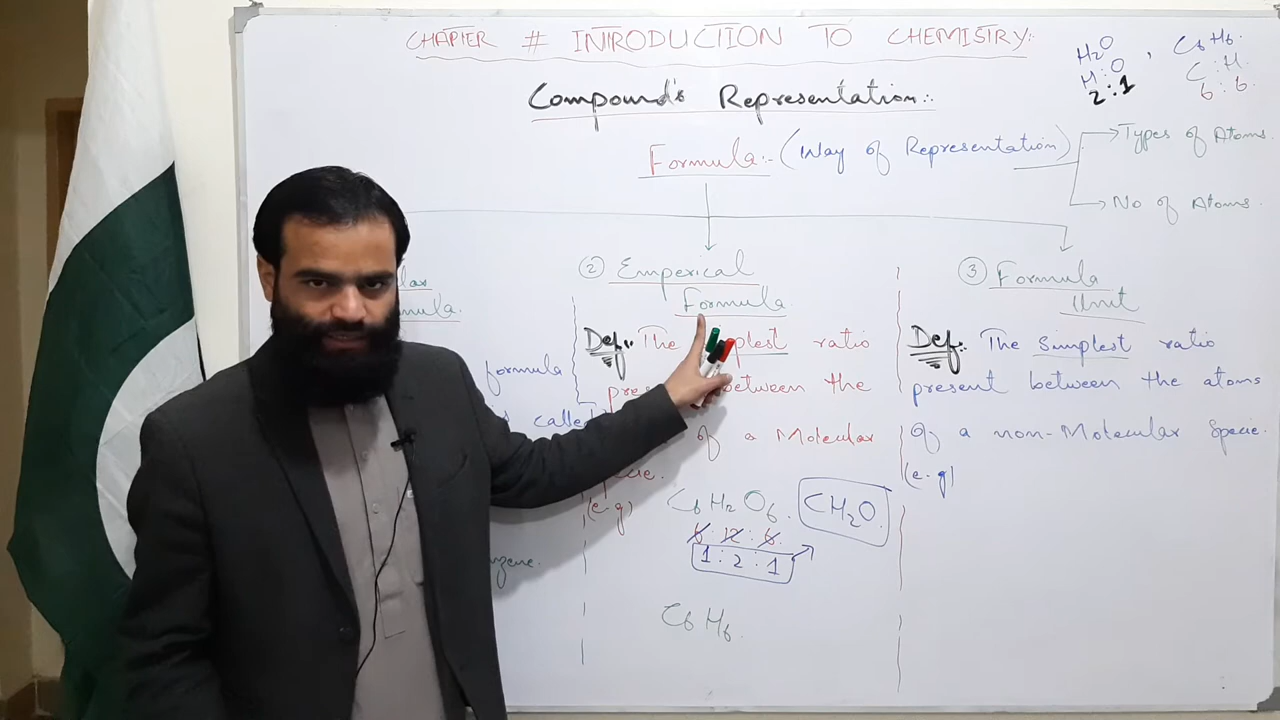 CHAPTER # INTRODUCTION TO CHEMISTRY:
H2O , C6H6.
H:O C:H.
2:1 6:6.
Compound's Representation:.
Formula:- (Way of Representation)
Types of Atoms.
No of Atoms.
lar
mula.
formula
is called
nzene.
② Emperical
Formula
Def:. The simplest ratio
present between the
of a Molecular
specie.
(e.g) C6H12O6. CH2O.
6:12:6.
1:2:1
C6H6.
③ Formula
Unit
Def:. The Simplest ratio
present between the atoms
of a non-Molecular Specie.
(e.g)